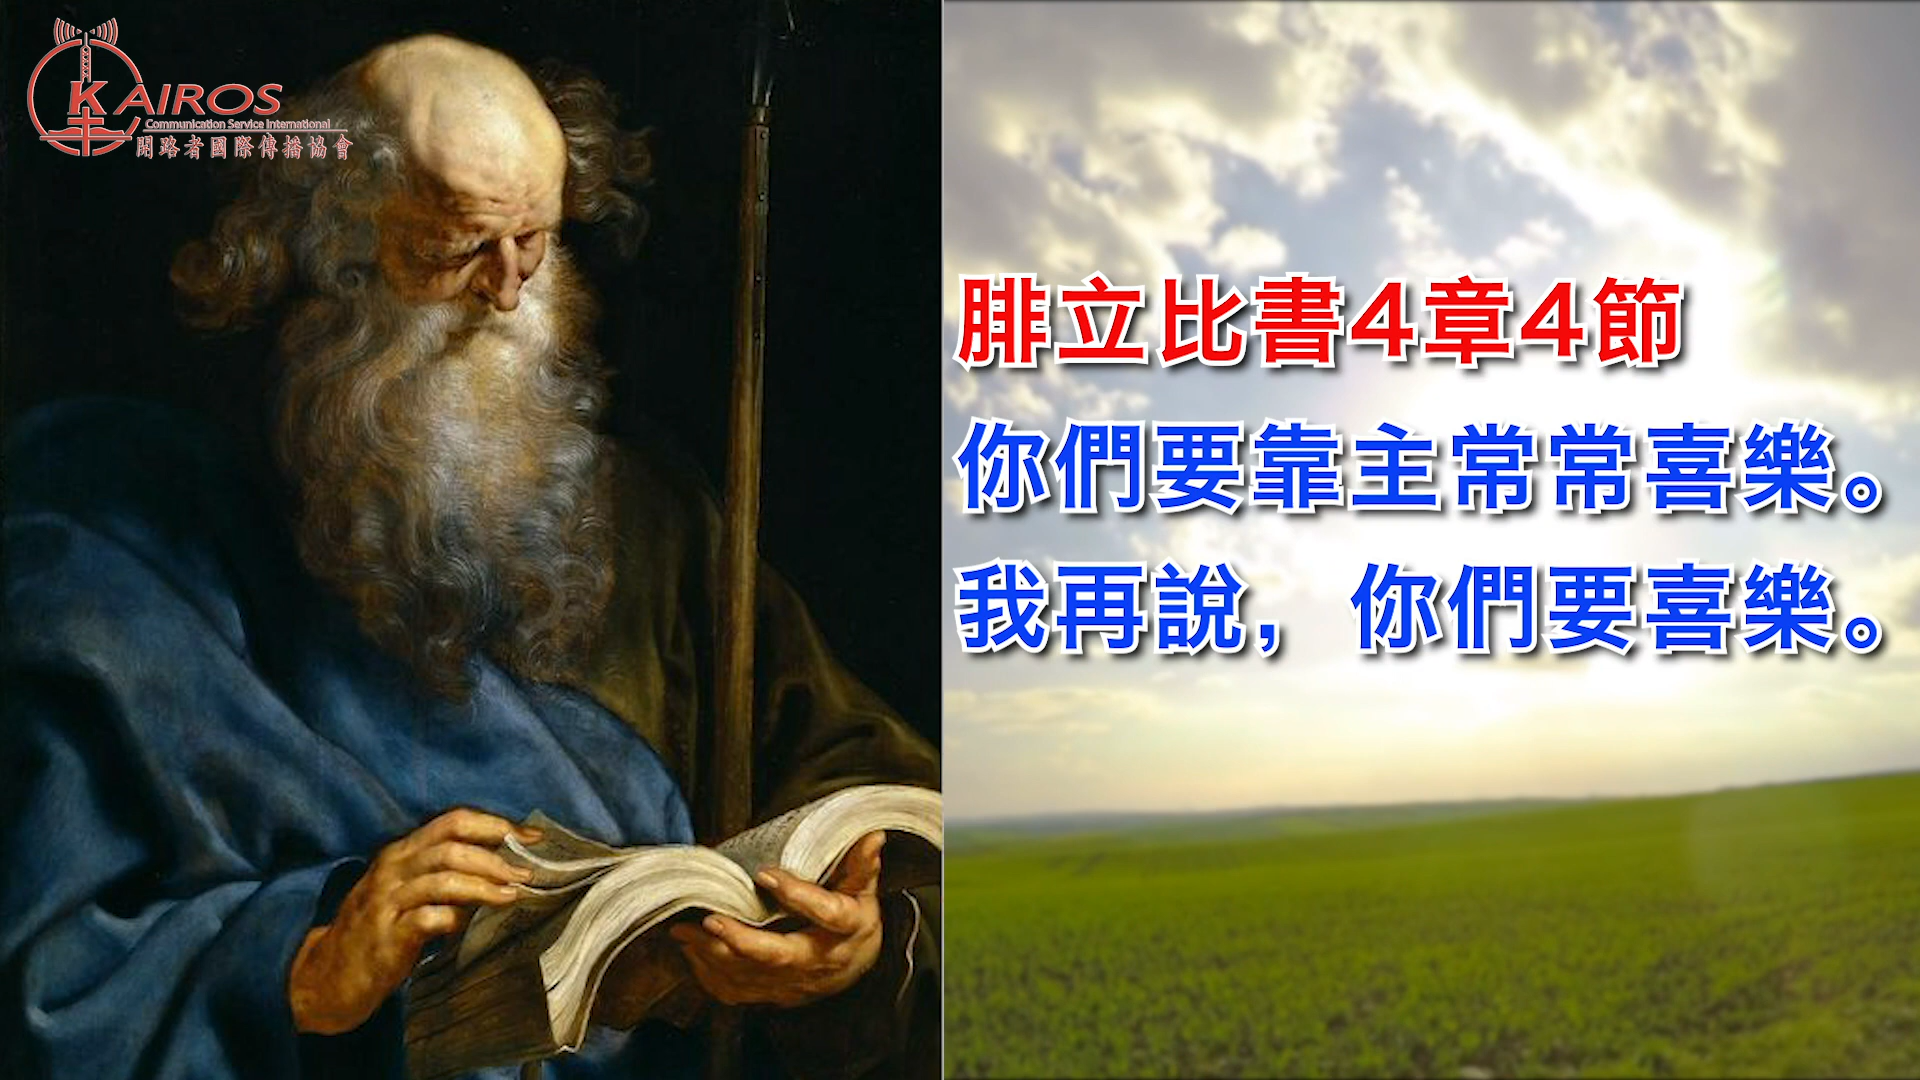 KAIROS
Communication Service International
開路者國際傳播協會
腓立比書4章4節
你們要靠主常常喜樂。
我再說，你們要喜樂。